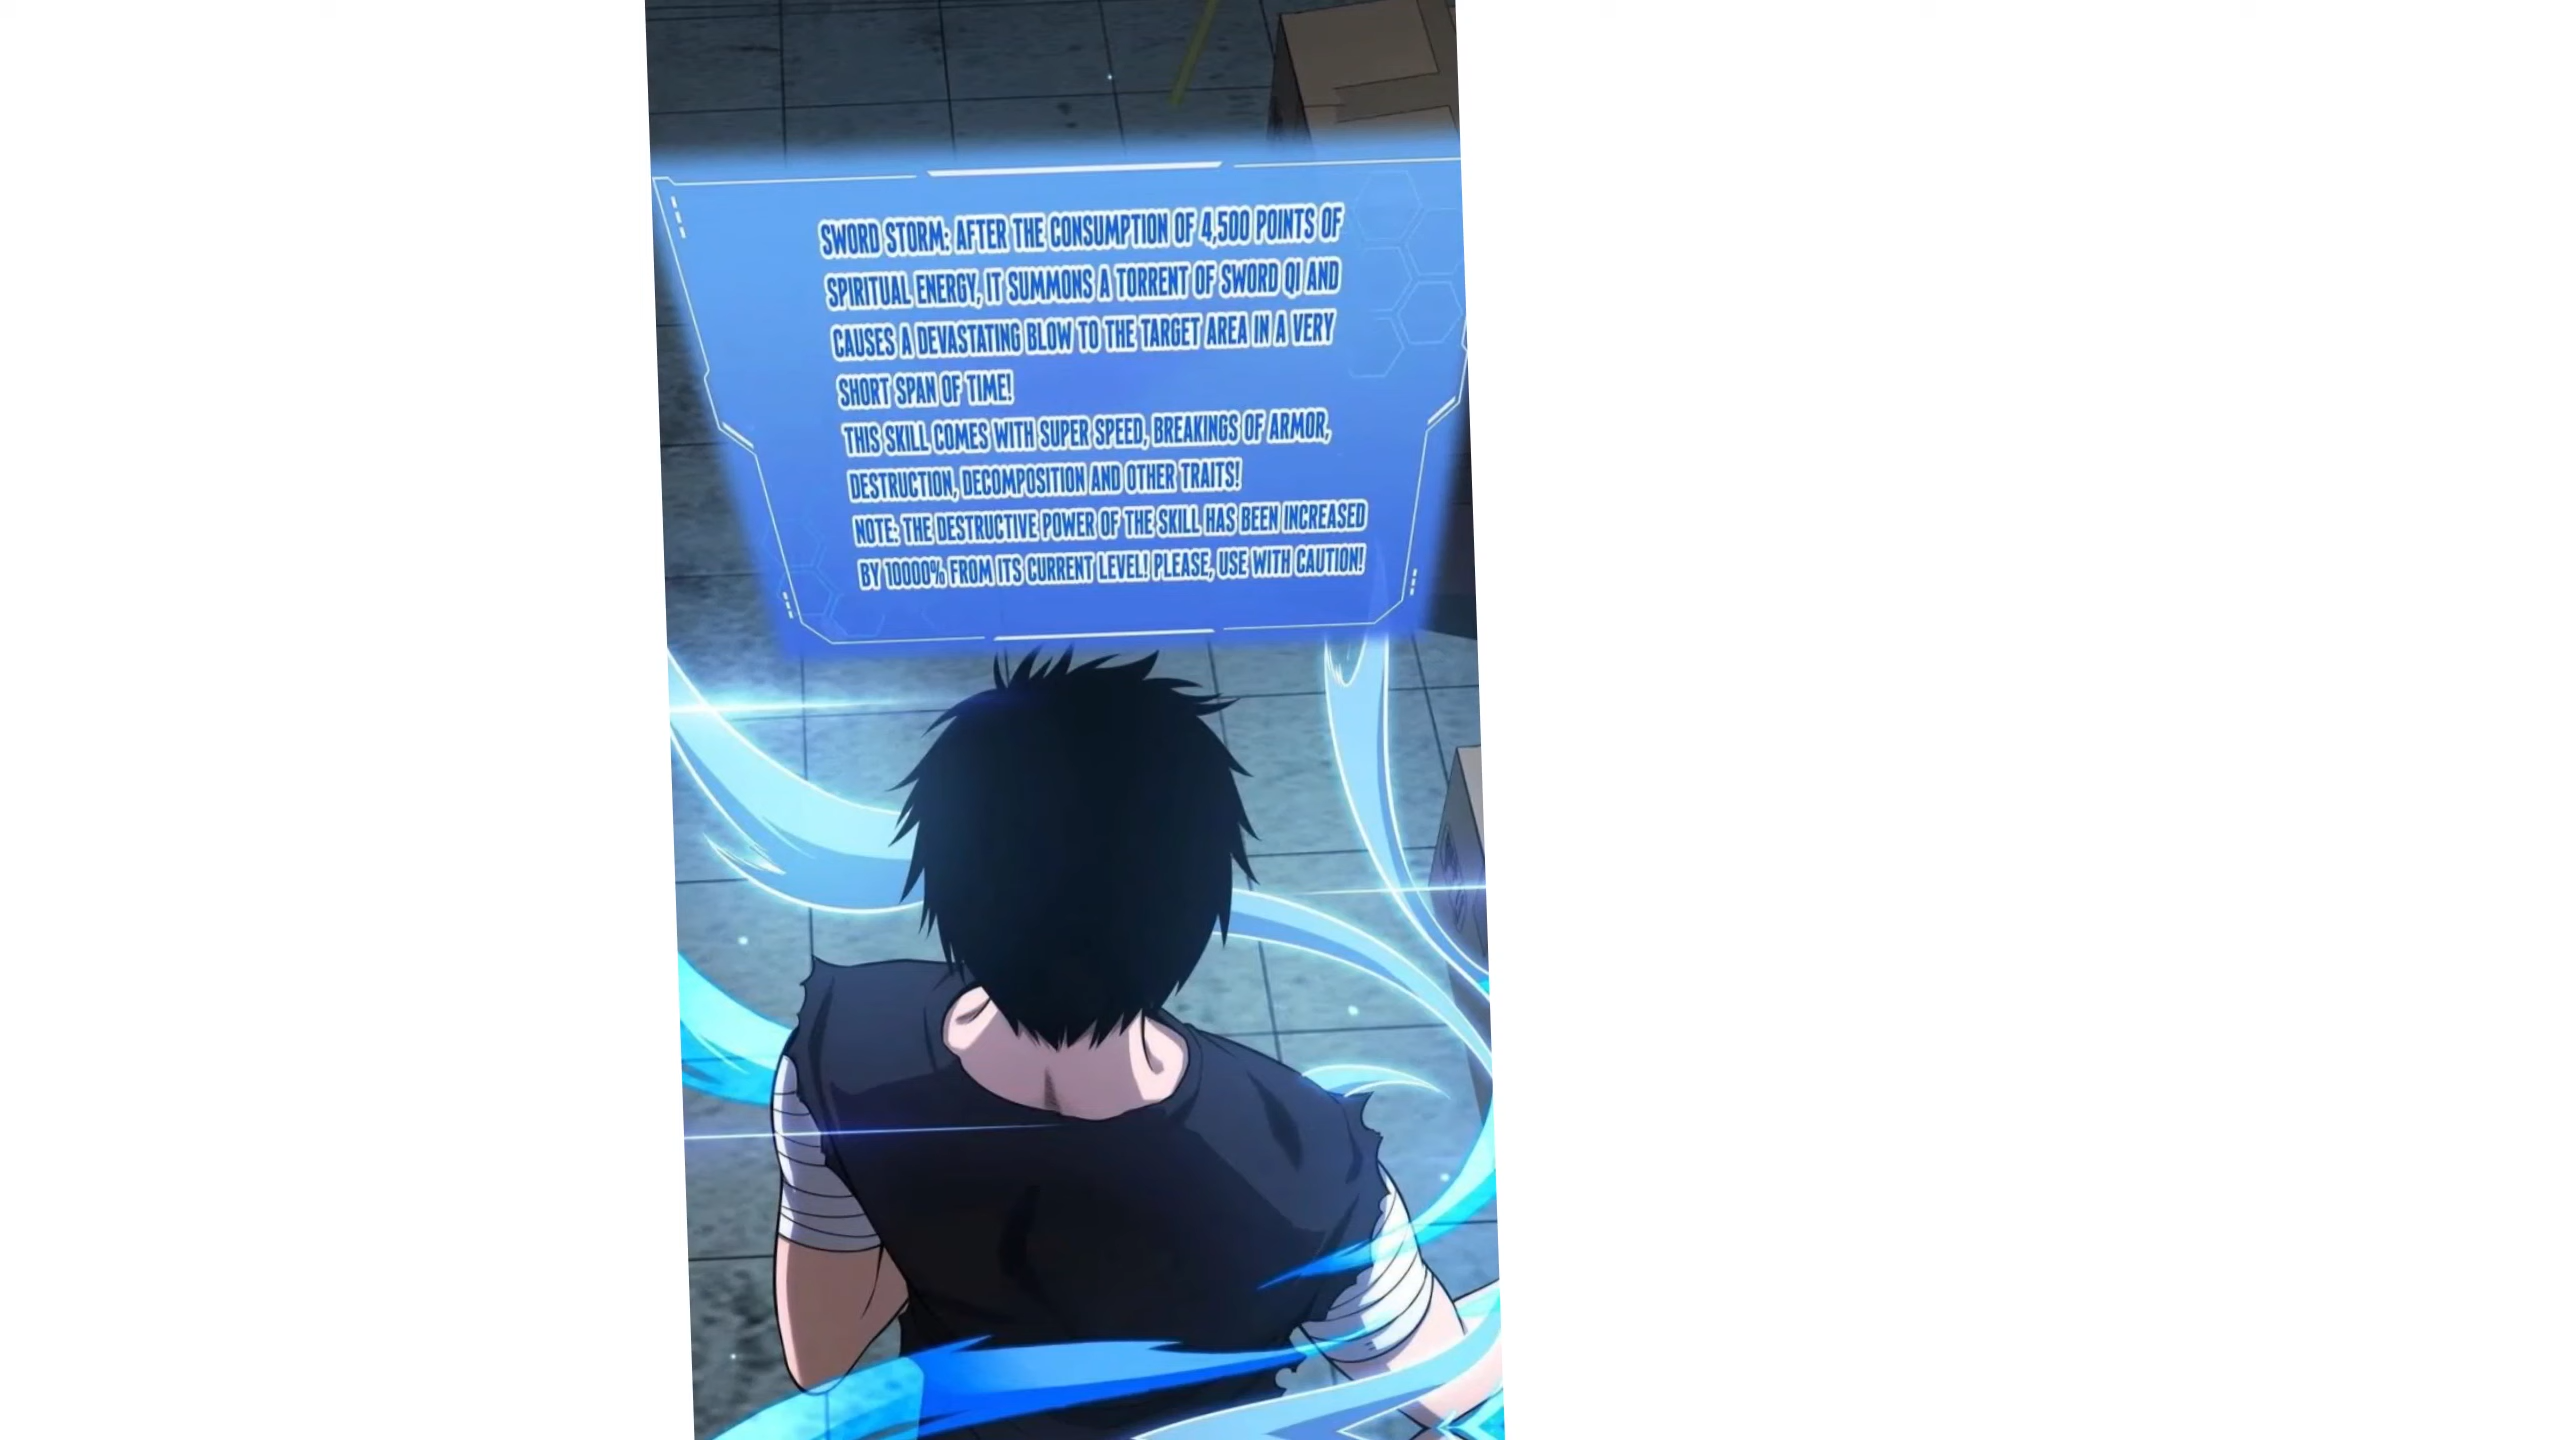 SWORD STORM: AFTER THE CONSUMPTION OF 4,500 POINTS OF
SPIRITUAL ENERGY, IT SUMMONS A TORRENT OF SWORD QI AND
CAUSES A DEVASTATING BLOW TO THE TARGET AREA IN A VERY
SHORT SPAN OF TIME!
THIS SKILL COMES WITH SUPER SPEED, BREAKINGS OF ARMOR,
DESTRUCTION, DECOMPOSITION AND OTHER TRAITS!
NOTE: THE DESTRUCTIVE POWER OF THE SKILL HAS BEEN INCREASED
BY 10000% FROM ITS CURRENT LEVEL! PLEASE, USE WITH CAUTION!